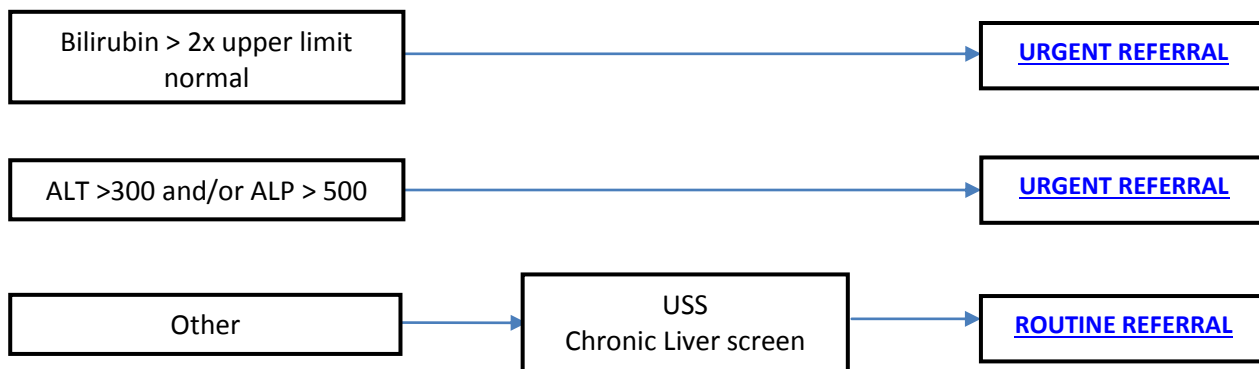 Bilirubin > 2x upper limit
normal
URGENT REFERRAL
ALT >300 and/or ALP > 500
URGENT REFERRAL
Other
USS
Chronic Liver screen
ROUTINE REFERRAL